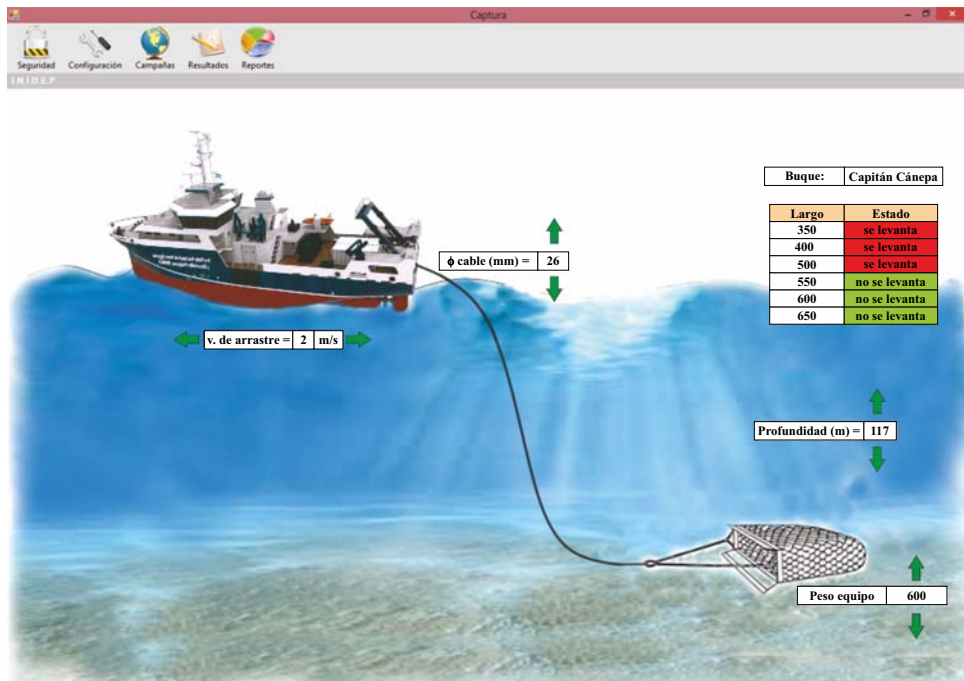 Captura
Seguridad Configuración Campañas Resultados Reportes
INIDEP
Buque: Capitán Cánepa
Largo Estado
350 se levanta
400 se levanta
500 se levanta
550 no se levanta
600 no se levanta
650 no se levanta
ϕ cable (mm) = 26
v. de arrastre = 2 m/s
Profundidad (m) = 117
Peso equipo 600